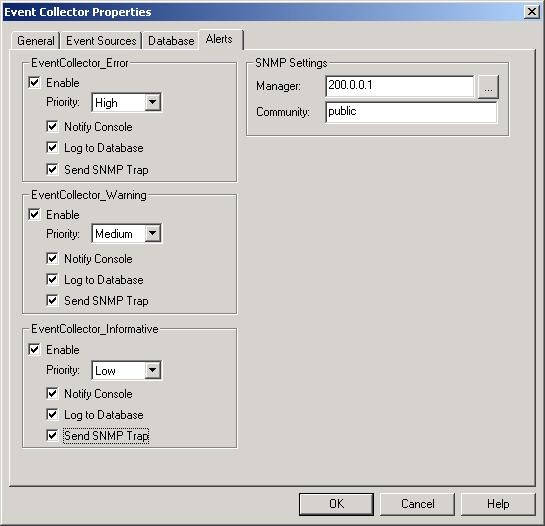 Event Collector Properties
General Event Sources Database Alerts
EventCollector_Error
Enable
Priority: High
Notify Console
Log to Database
Send SNMP Trap
EventCollector_Warning
Enable
Priority: Medium
Notify Console
Log to Database
Send SNMP Trap
EventCollector_Informative
Enable
Priority: Low
Notify Console
Log to Database
Send SNMP Trap
SNMP Settings
Manager: 200.0.0.1 ...
Community: public
OK Cancel Help